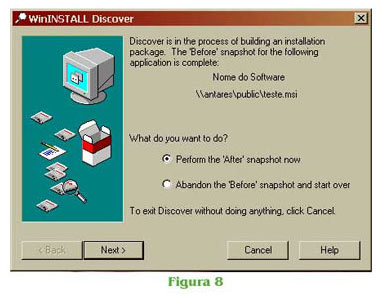 WinINSTALL Discover
Discover is in the process of building an installation
package. The 'Before' snapshot for the following
application is complete:
Nome do Software
\\antares\public\teste.msi
What do you want to do?
Perform the 'After' snapshot now
Abandon the 'Before' snapshot and start over
To exit Discover without doing anything, click Cancel.
< Back
Next >
Cancel
Help
Figura 8